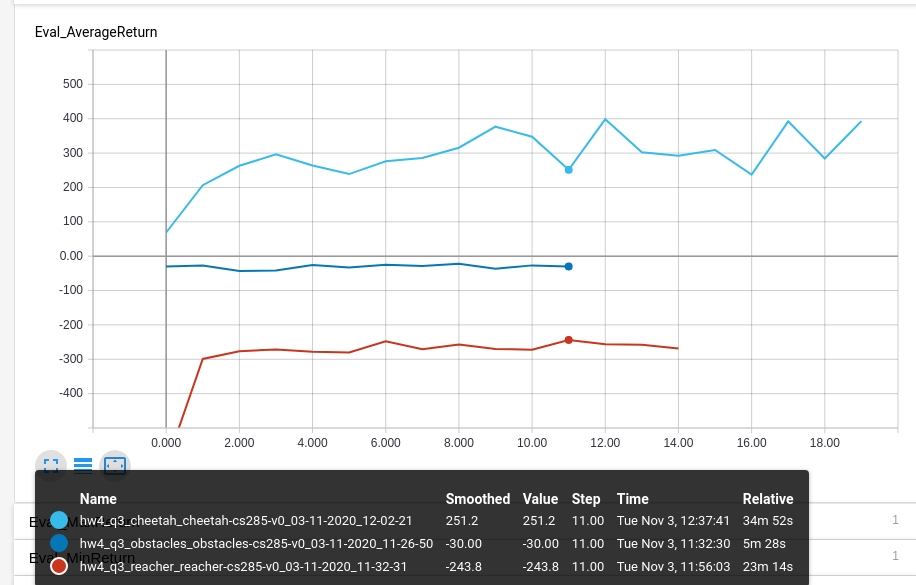 Eval_AverageReturn
500
400
300
200
100
0.00
-100
-200
-300
-400
0.000 2.000 4.000 6.000 8.000 10.00 12.00 14.00 16.00 18.00
Name Smoothed Value Step Time Relative
hw4_q3_cheetah_cheetah-cs285-v0_03-11-2020_12-02-21 251.2 251.2 11.00 Tue Nov 3, 12:37:41 34m 52s
1
hw4_q3_obstacles_obstacles-cs285-v0_03-11-2020_11-26-50 -30.00 -30.00 11.00 Tue Nov 3, 11:32:30 5m 28s
Eval_MinReturn
1
hw4_q3_reacher_reacher-cs285-v0_03-11-2020_11-32-31 -243.8 -243.8 11.00 Tue Nov 3, 11:56:03 23m 14s